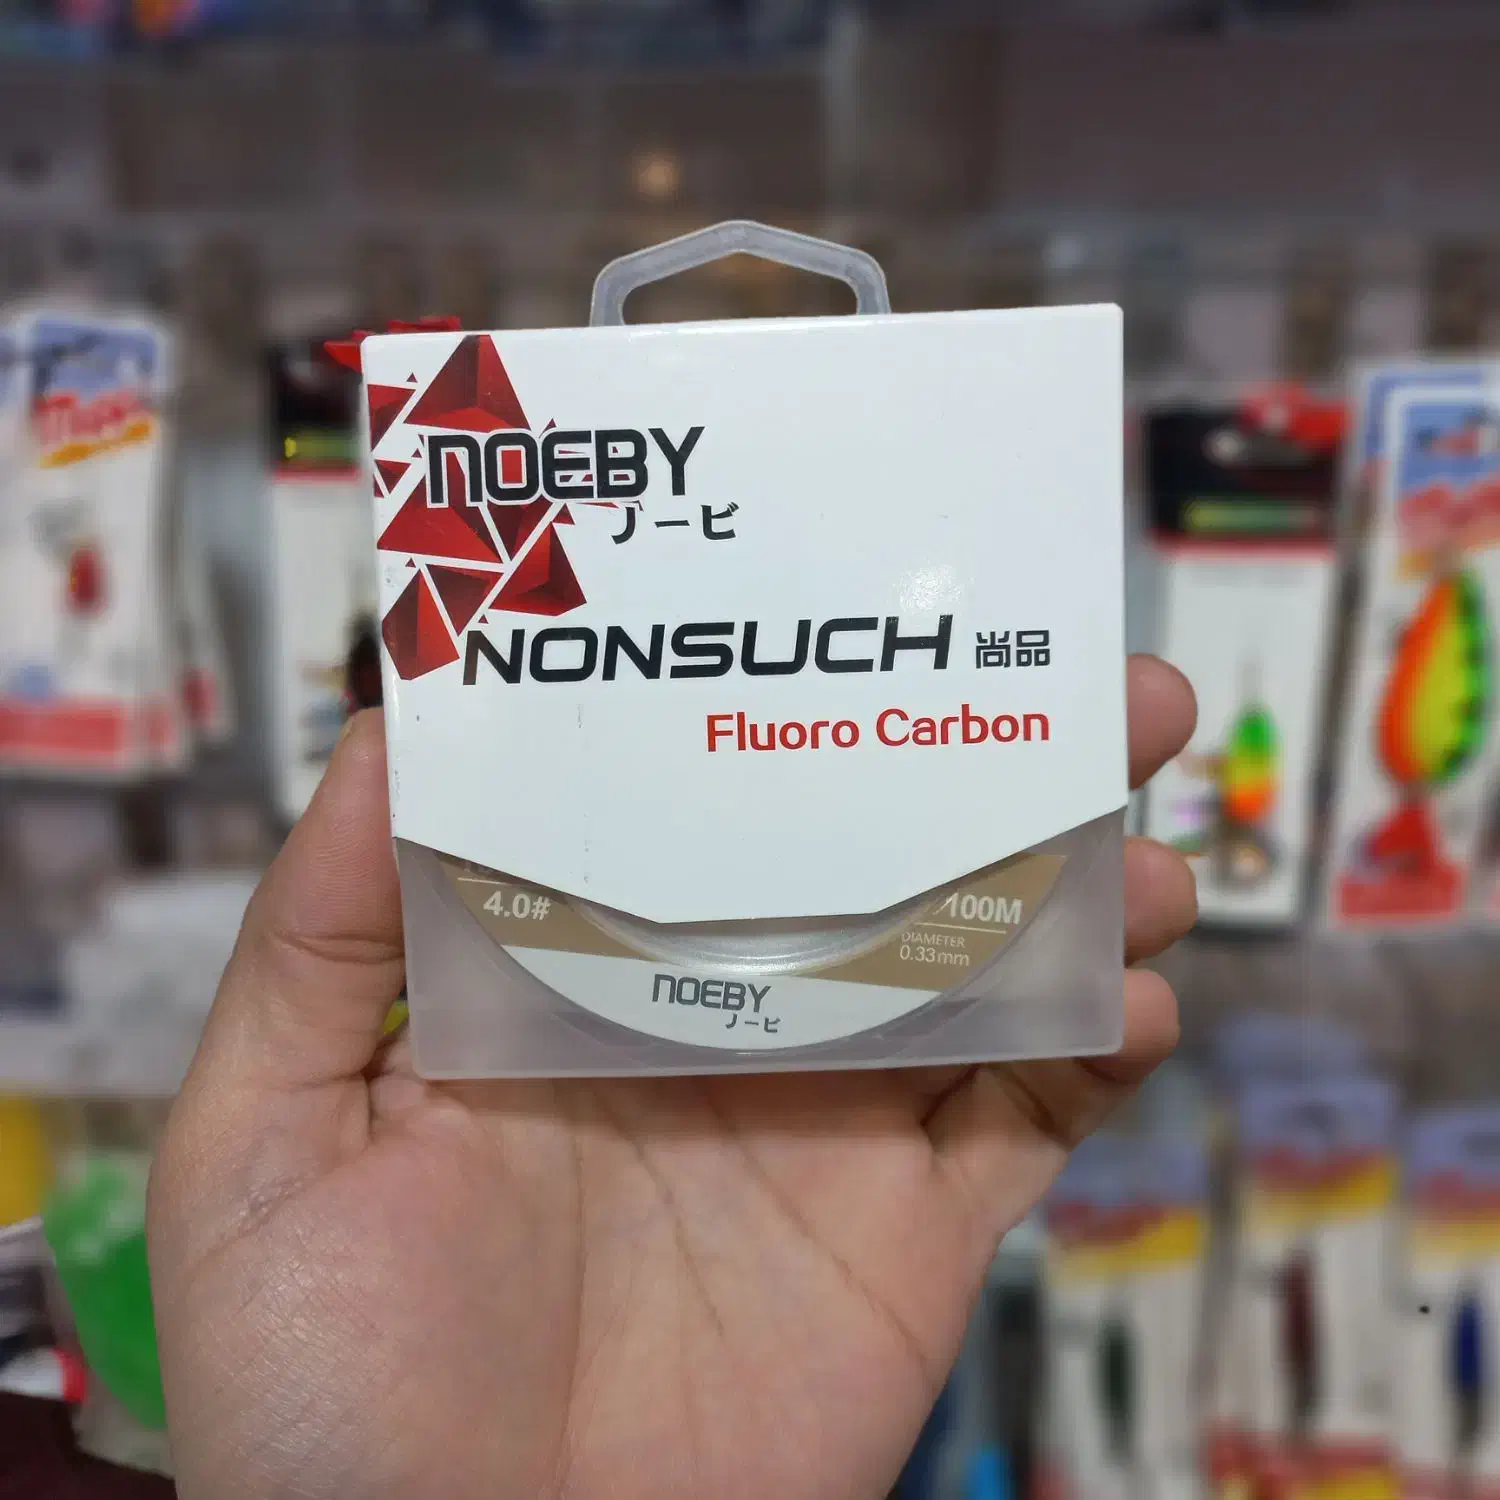 NOEBY
ノービ
NONSUCH 尚品
Fluoro Carbon
4.0#
100M
DIAMETER
0.33mm
NOEBY
ノービ